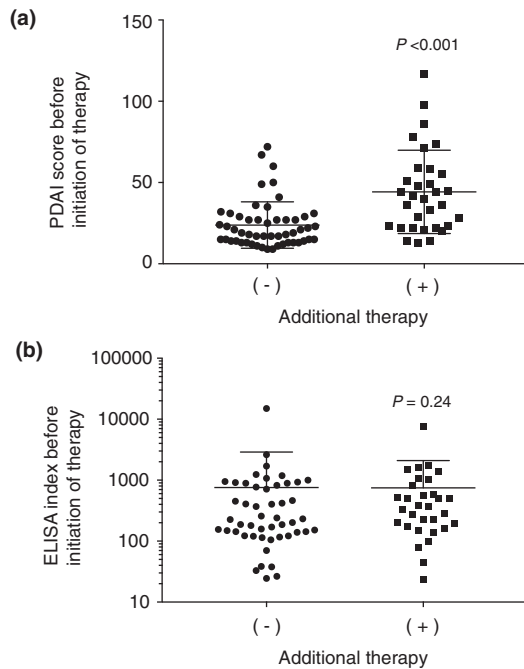 (a)
PDAI score before
initiation of therapy
150
100
50
0
P <0.001
( - )
( + )
Additional therapy
(b)
ELISA index before
initiation of therapy
100000
10000
1000
100
10
P = 0.24
( - )
( + )
Additional therapy